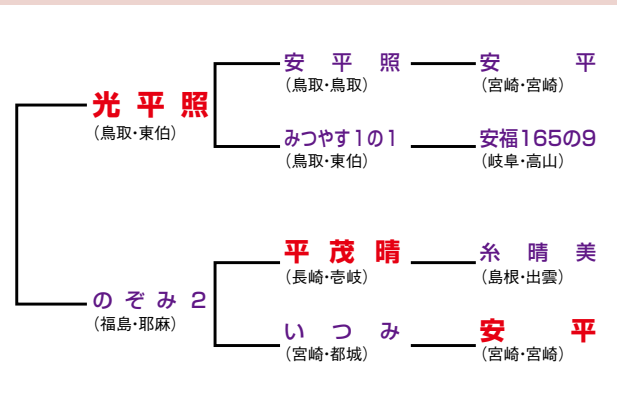 安平照
(鳥取・鳥取)
安平
(宮崎・宮崎)
光平照
(鳥取・東伯)
みつやす1の1
(鳥取・東伯)
安福165の9
(岐阜・高山)
平茂晴
(長崎・壱岐)
糸晴美
(島根・出雲)
のぞみ2
(福島・耶麻)
いつみ
(宮崎・都城)
安平
(宮崎・宮崎)